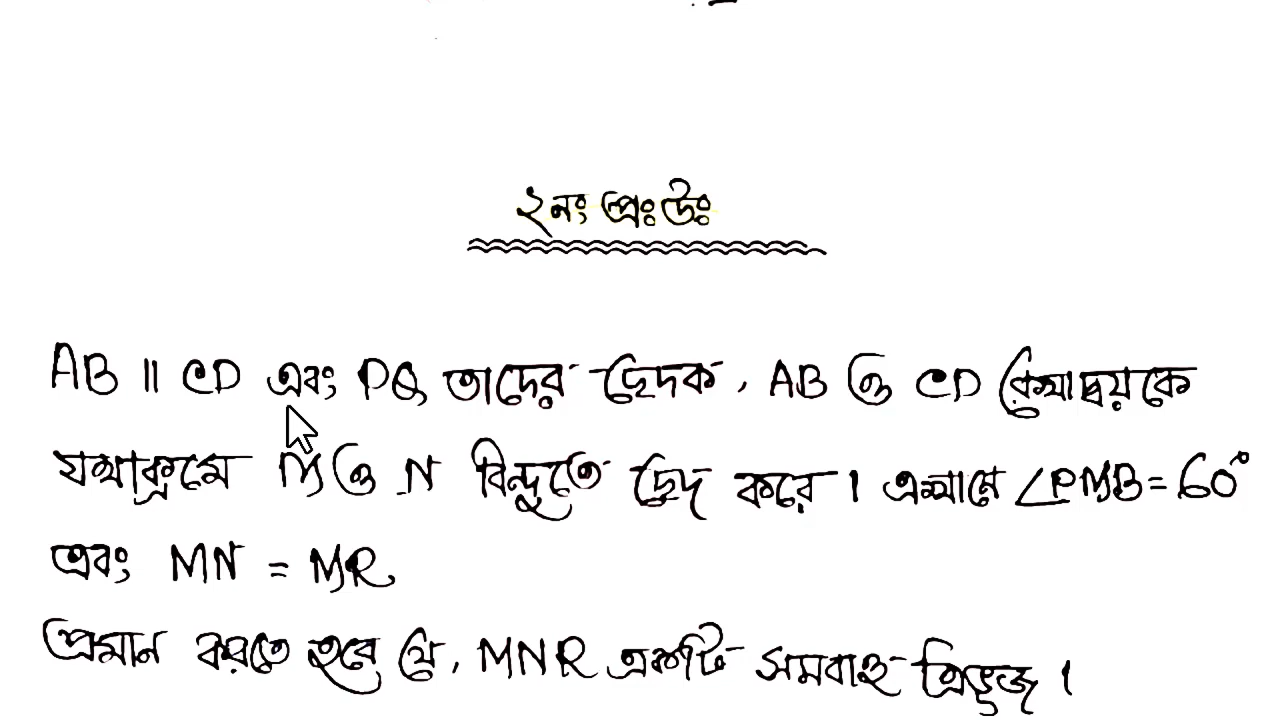 ২নং প্রঃউঃ
AB || CD এবং PQ তাদের ছেদক, AB ও CD রেখাদ্বয়কে
যথাক্রমে M ও N বিন্দুতে ছেদ করে। এখানে ∠PMB = 60°
এবং MN = MR
প্রমান করতে হবে যে, MNR একটি সমবাহু ত্রিভুজ।